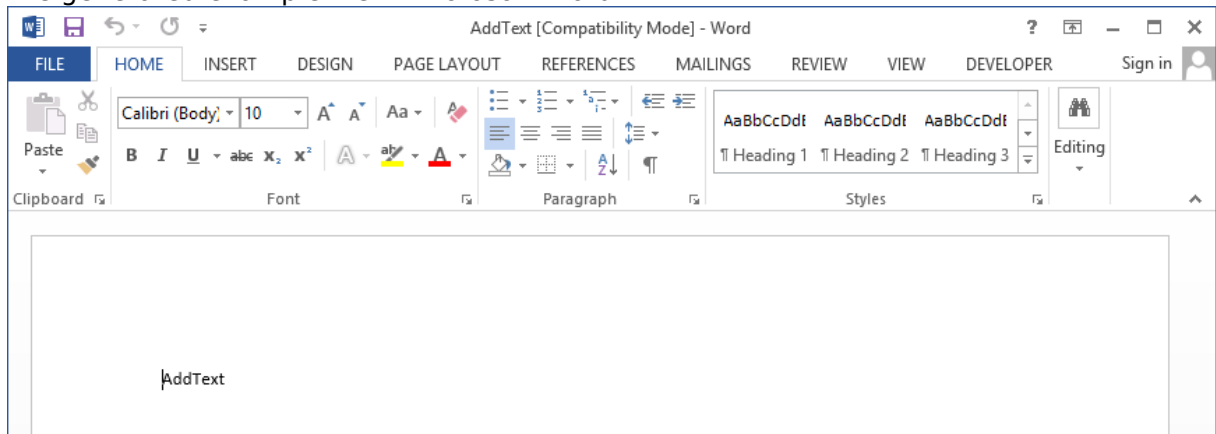 AddText [Compatibility Mode] - Word
FILE HOME INSERT DESIGN PAGE LAYOUT REFERENCES MAILINGS REVIEW VIEW DEVELOPER Sign in
Calibri (Body) 10 A A Aa
AaBbCcDdE AaBbCcDdE AaBbCcDdE
Paste
B I U abc X₂ X² A aby A
¶ Heading 1 ¶ Heading 2 ¶ Heading 3
Editing
Clipboard Font Paragraph Styles
AddText